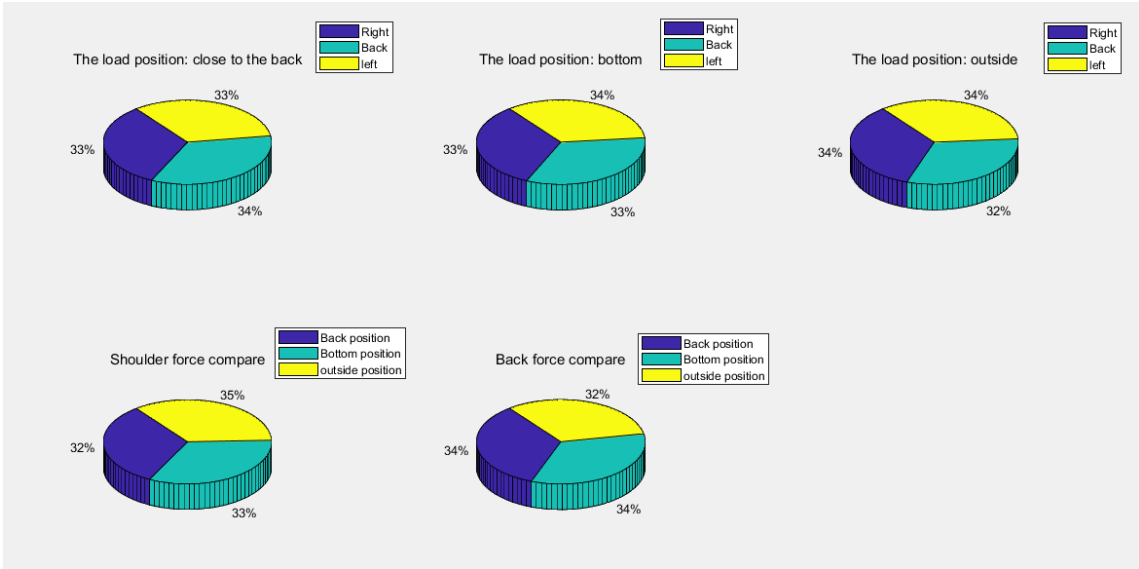 The load position: close to the back
Right
Back
left
33%
33%
34%
The load position: bottom
Right
Back
left
34%
33%
33%
The load position: outside
Right
Back
left
34%
34%
32%
Shoulder force compare
Back position
Bottom position
outside position
35%
32%
33%
Back force compare
Back position
Bottom position
outside position
32%
34%
34%